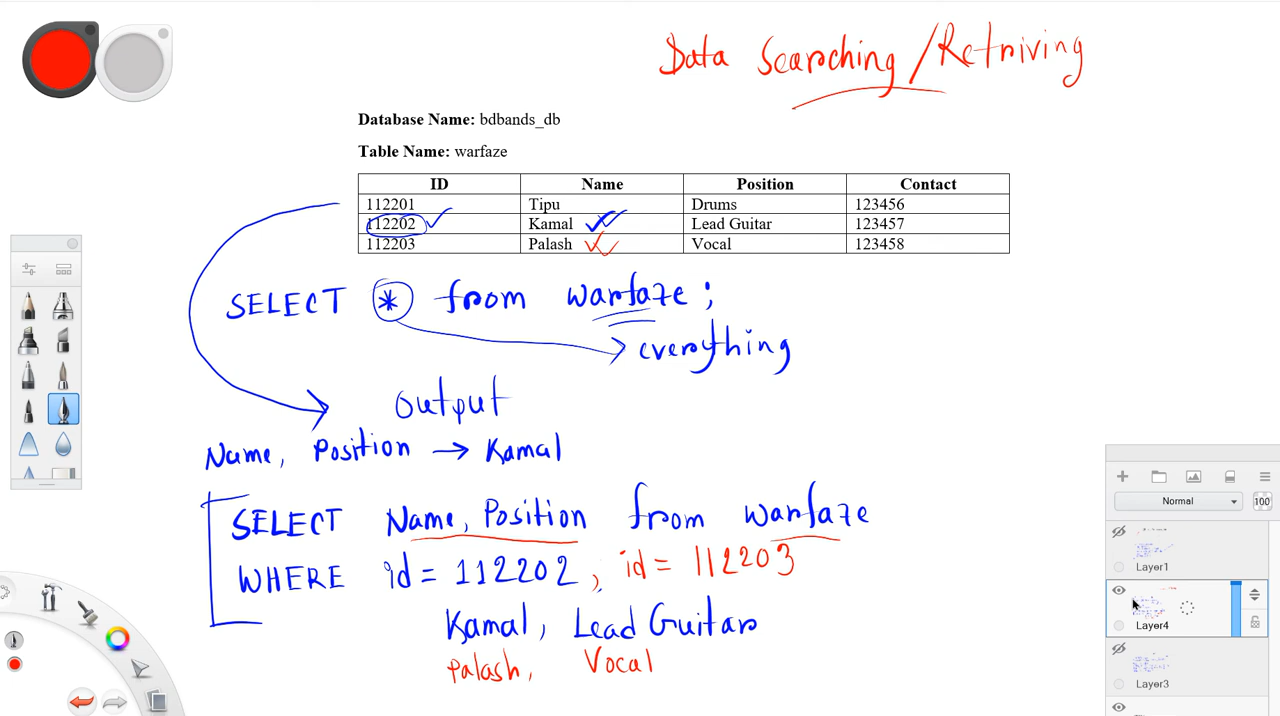 Data Searching/Retriving
Database Name: bdbands_db
Table Name: warfaze
ID Name Position Contact
112201 Tipu Drums 123456
112202 Kamal Lead Guitar 123457
112203 Palash Vocal 123458
SELECT * from warfaze;
everything
Output
Name, Position → Kamal
SELECT Name, Position from warfaze
WHERE id = 112202, id = 112203
Kamal, Lead Guitar
Palash, Vocal
Normal 100
Layer1
Layer4
Layer3